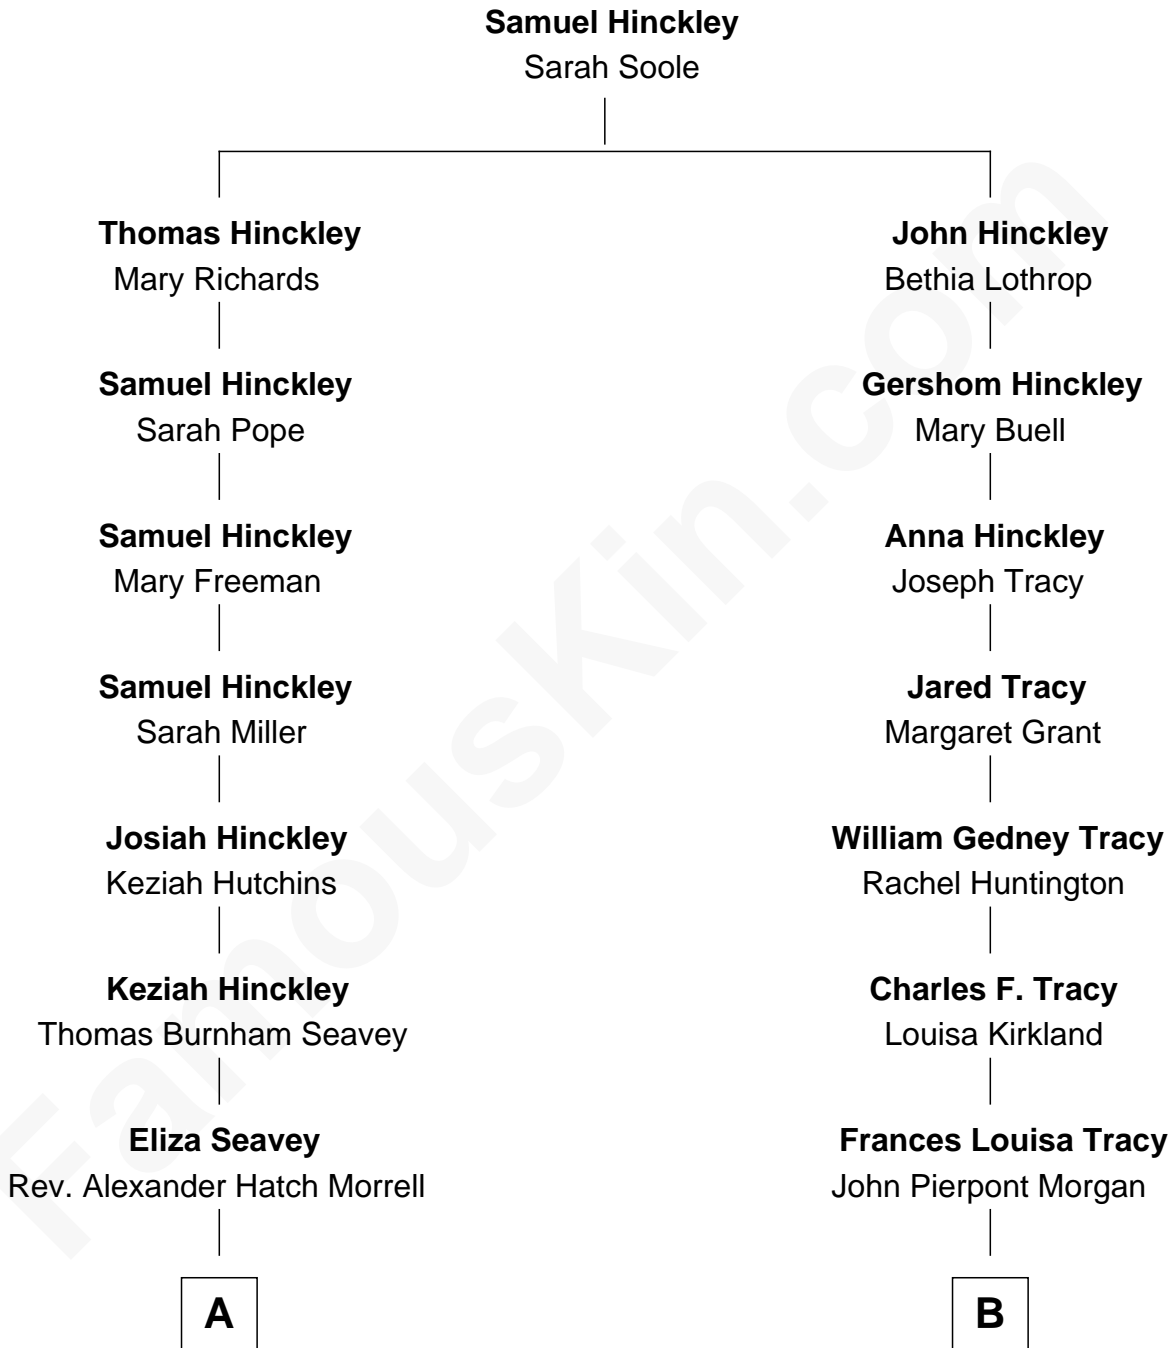 Samuel Hinckley
Sarah Soole
Thomas Hinckley
Mary Richards
John Hinckley
Bethia Lothrop
Samuel Hinckley
Sarah Pope
Gershom Hinckley
Mary Buell
Samuel Hinckley
Mary Freeman
Anna Hinckley
Joseph Tracy
Samuel Hinckley
Sarah Miller
Jared Tracy
Margaret Grant
Josiah Hinckley
Keziah Hutchins
William Gedney Tracy
Rachel Huntington
Keziah Hinckley
Thomas Burnham Seavey
Charles F. Tracy
Louisa Kirkland
Eliza Seavey
Rev. Alexander Hatch Morrell
Frances Louisa Tracy
John Pierpont Morgan
A
B
FamousKin.com